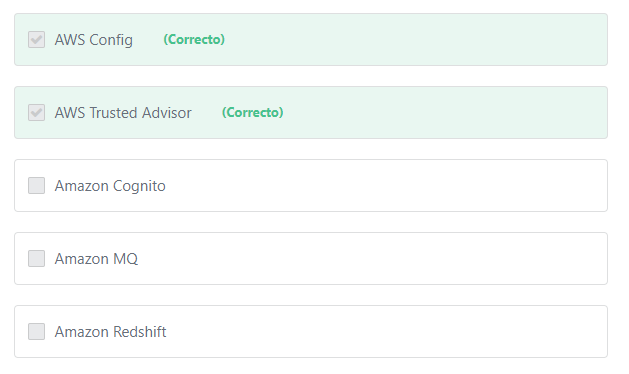 AWS Config (Correcto)
AWS Trusted Advisor (Correcto)
Amazon Cognito
Amazon MQ
Amazon Redshift